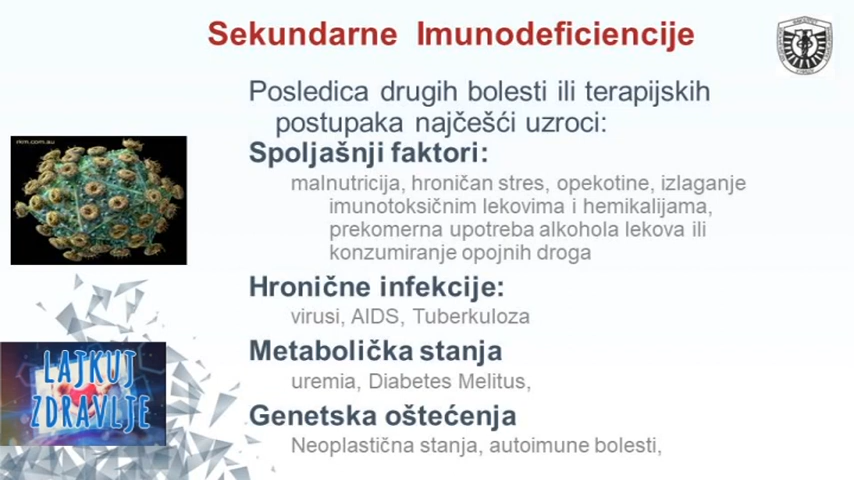 Sekundarne Imunodeficiencije
Posledica drugih bolesti ili terapijskih
postupaka najčešći uzroci:
Spoljašnji faktori:
malnutricija, hroničan stres, opekotine, izlaganje
imunotoksičnim lekovima i hemikalijama,
prekomerna upotreba alkohola lekova ili
konzumiranje opojnih droga
Hronične infekcije:
virusi, AIDS, Tuberkuloza
Metabolička stanja
uremia, Diabetes Melitus,
Genetska oštećenja
Neoplastična stanja, autoimune bolesti,
LAJKUJ
ZDRAVLJE